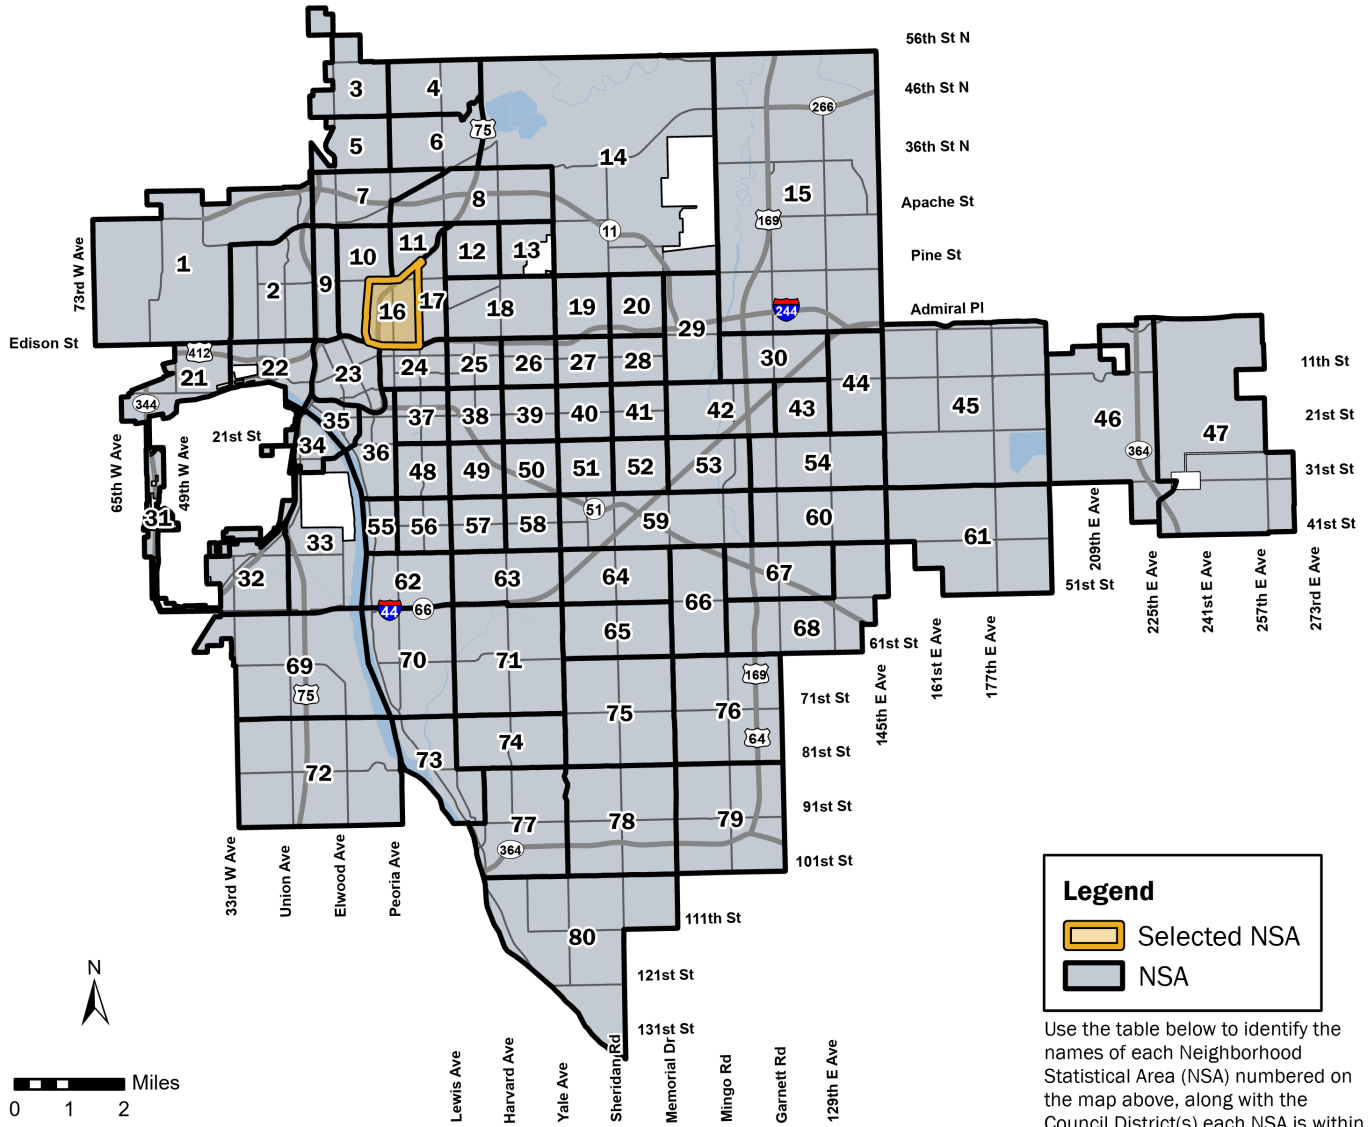 56th St N
46th St N
36th St N
Apache St
Pine St
Admiral Pl
11th St
21st St
31st St
41st St
51st St
61st St
71st St
81st St
91st St
101st St
111th St
121st St
131st St
Edison St
21st St
73rd W Ave
65th W Ave
49th W Ave
33rd W Ave
Union Ave
Elwood Ave
Peoria Ave
Lewis Ave
Harvard Ave
Yale Ave
Sheridan Rd
Memorial Dr
Mingo Rd
Garnett Rd
129th E Ave
145th E Ave
161st E Ave
177th E Ave
209th E Ave
225th E Ave
241st E Ave
257th E Ave
273rd E Ave
3 4
75
266
5 6
14
7 8
15
169
11
10 11 12 13
1 2 9
16 17 18 19 20
29
244
412
21 22 23 24 25 26 27 28
30
44
344
35 37 38 39 40 41 42 43
45 46 47
34 36
364
48 49 50 51 52 53 54
31
33
55 56 57 58
51
59 60
61
32
62 63 64
67
44 66
66
65
68
69
70 71
169
75
75 76
64
74
72 73
77 78 79
364
80
N
Miles
0 1 2
Legend
Selected NSA
NSA
Use the table below to identify the
names of each Neighborhood
Statistical Area (NSA) numbered on
the map above, along with the
Council District(s) each NSA is within